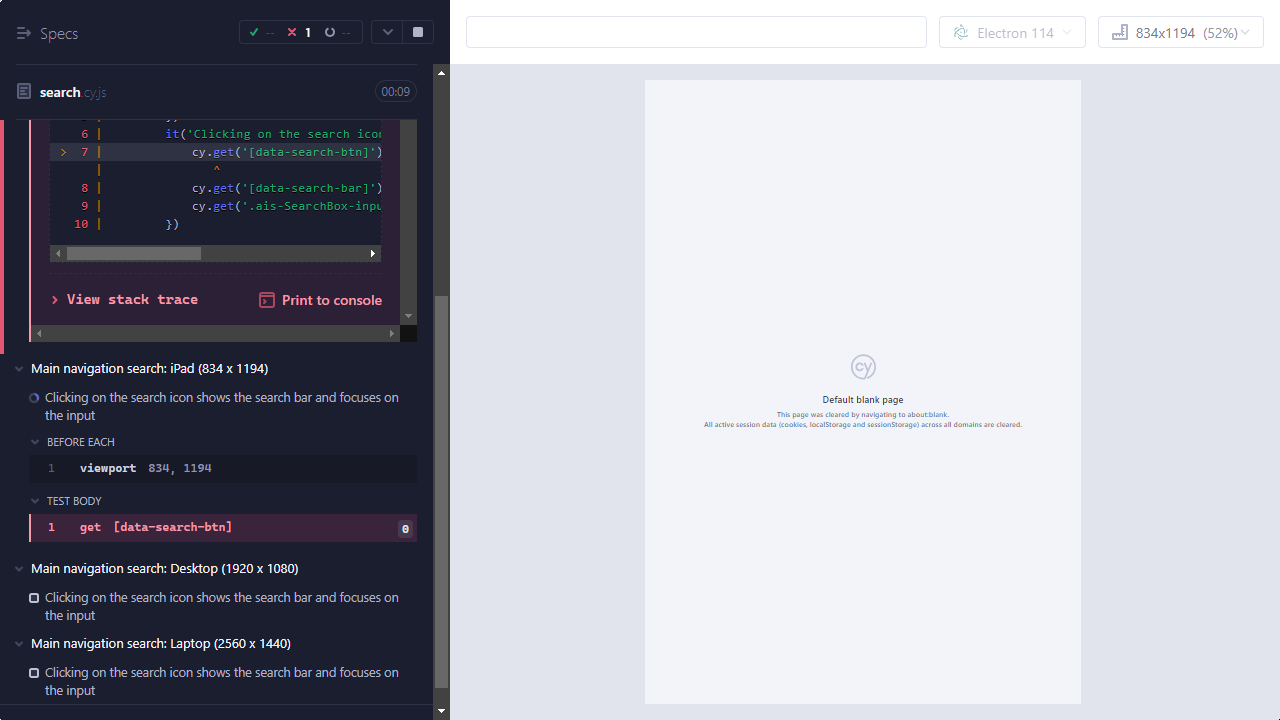 Specs
-- 1 --
Electron 114
834x1194 (52%)
search.cy.js
00:09
6 | it('Clicking on the search icon
> 7 | cy.get('[data-search-btn]')
| ^
8 | cy.get('[data-search-bar]')
9 | cy.get('.ais-SearchBox-inpu
10 | })
View stack trace
Print to console
Main navigation search: iPad (834 x 1194)
Clicking on the search icon shows the search bar and focuses on
the input
BEFORE EACH
1 viewport 834, 1194
TEST BODY
1 get [data-search-btn] 0
Main navigation search: Desktop (1920 x 1080)
Clicking on the search icon shows the search bar and focuses on
the input
Main navigation search: Laptop (2560 x 1440)
Clicking on the search icon shows the search bar and focuses on
the input
cy
Default blank page
This page was cleared by navigating to about:blank.
All active session data (cookies, localStorage and sessionStorage) across all domains are cleared.